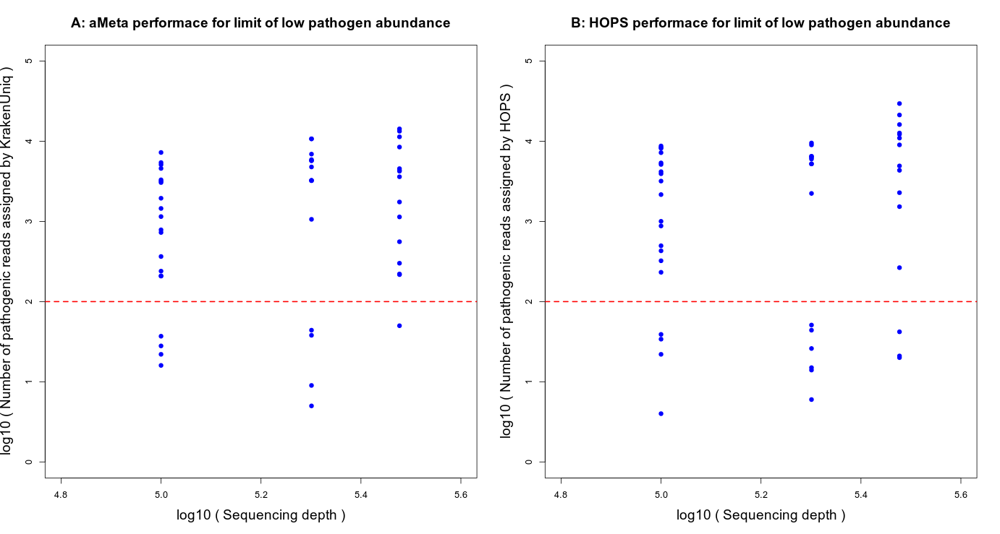 A: aMeta performace for limit of low pathogen abundance
log10 ( Number of pathogenic reads assigned by KrakenUniq )
5
4
3
2
1
0
4.8 5.0 5.2 5.4 5.6
log10 ( Sequencing depth )
B: HOPS performace for limit of low pathogen abundance
log10 ( Number of pathogenic reads assigned by HOPS )
5
4
3
2
1
0
4.8 5.0 5.2 5.4 5.6
log10 ( Sequencing depth )